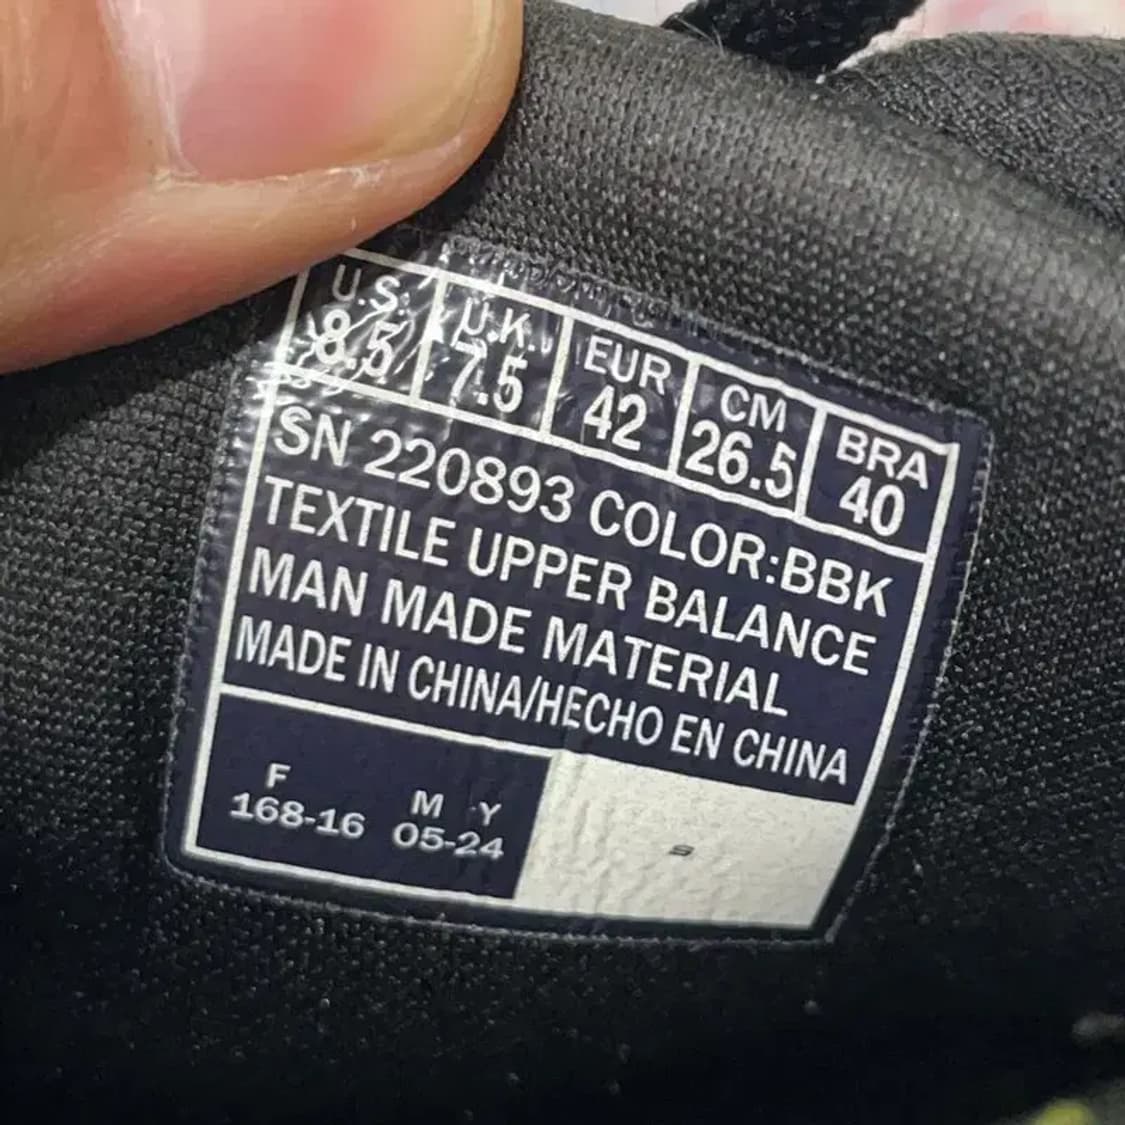 U.S. U.K. EUR CM BRA
8.5 7.5 42 26.5 40
SN 220893 COLOR:BBK
TEXTILE UPPER BALANCE
MAN MADE MATERIAL
MADE IN CHINA/HECHO EN CHINA
F M Y
168-16 05-24
S